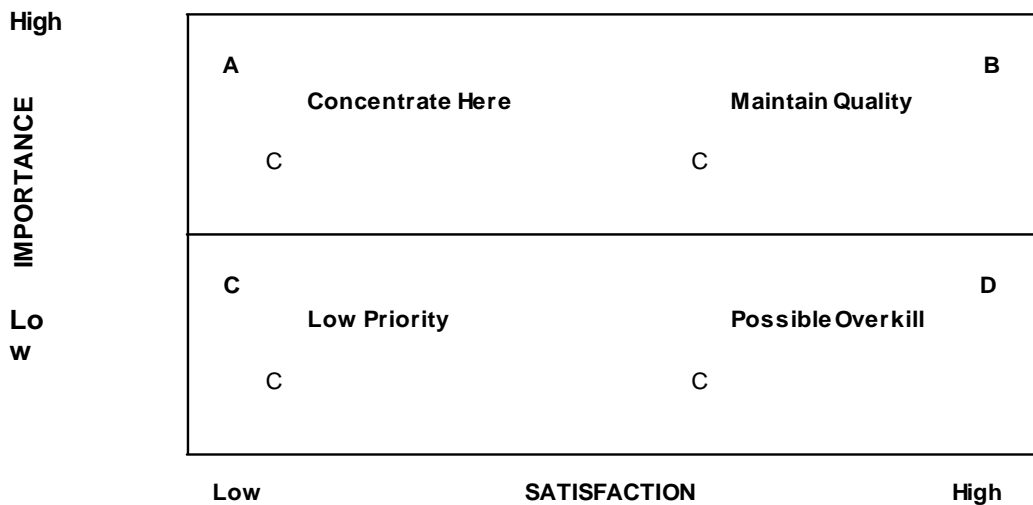 High
IMPORTANCE
A
B
Concentrate Here
Maintain Quality
C
C
C
D
Lo
w
Low Priority
Possible Overkill
C
C
Low
SATISFACTION
High